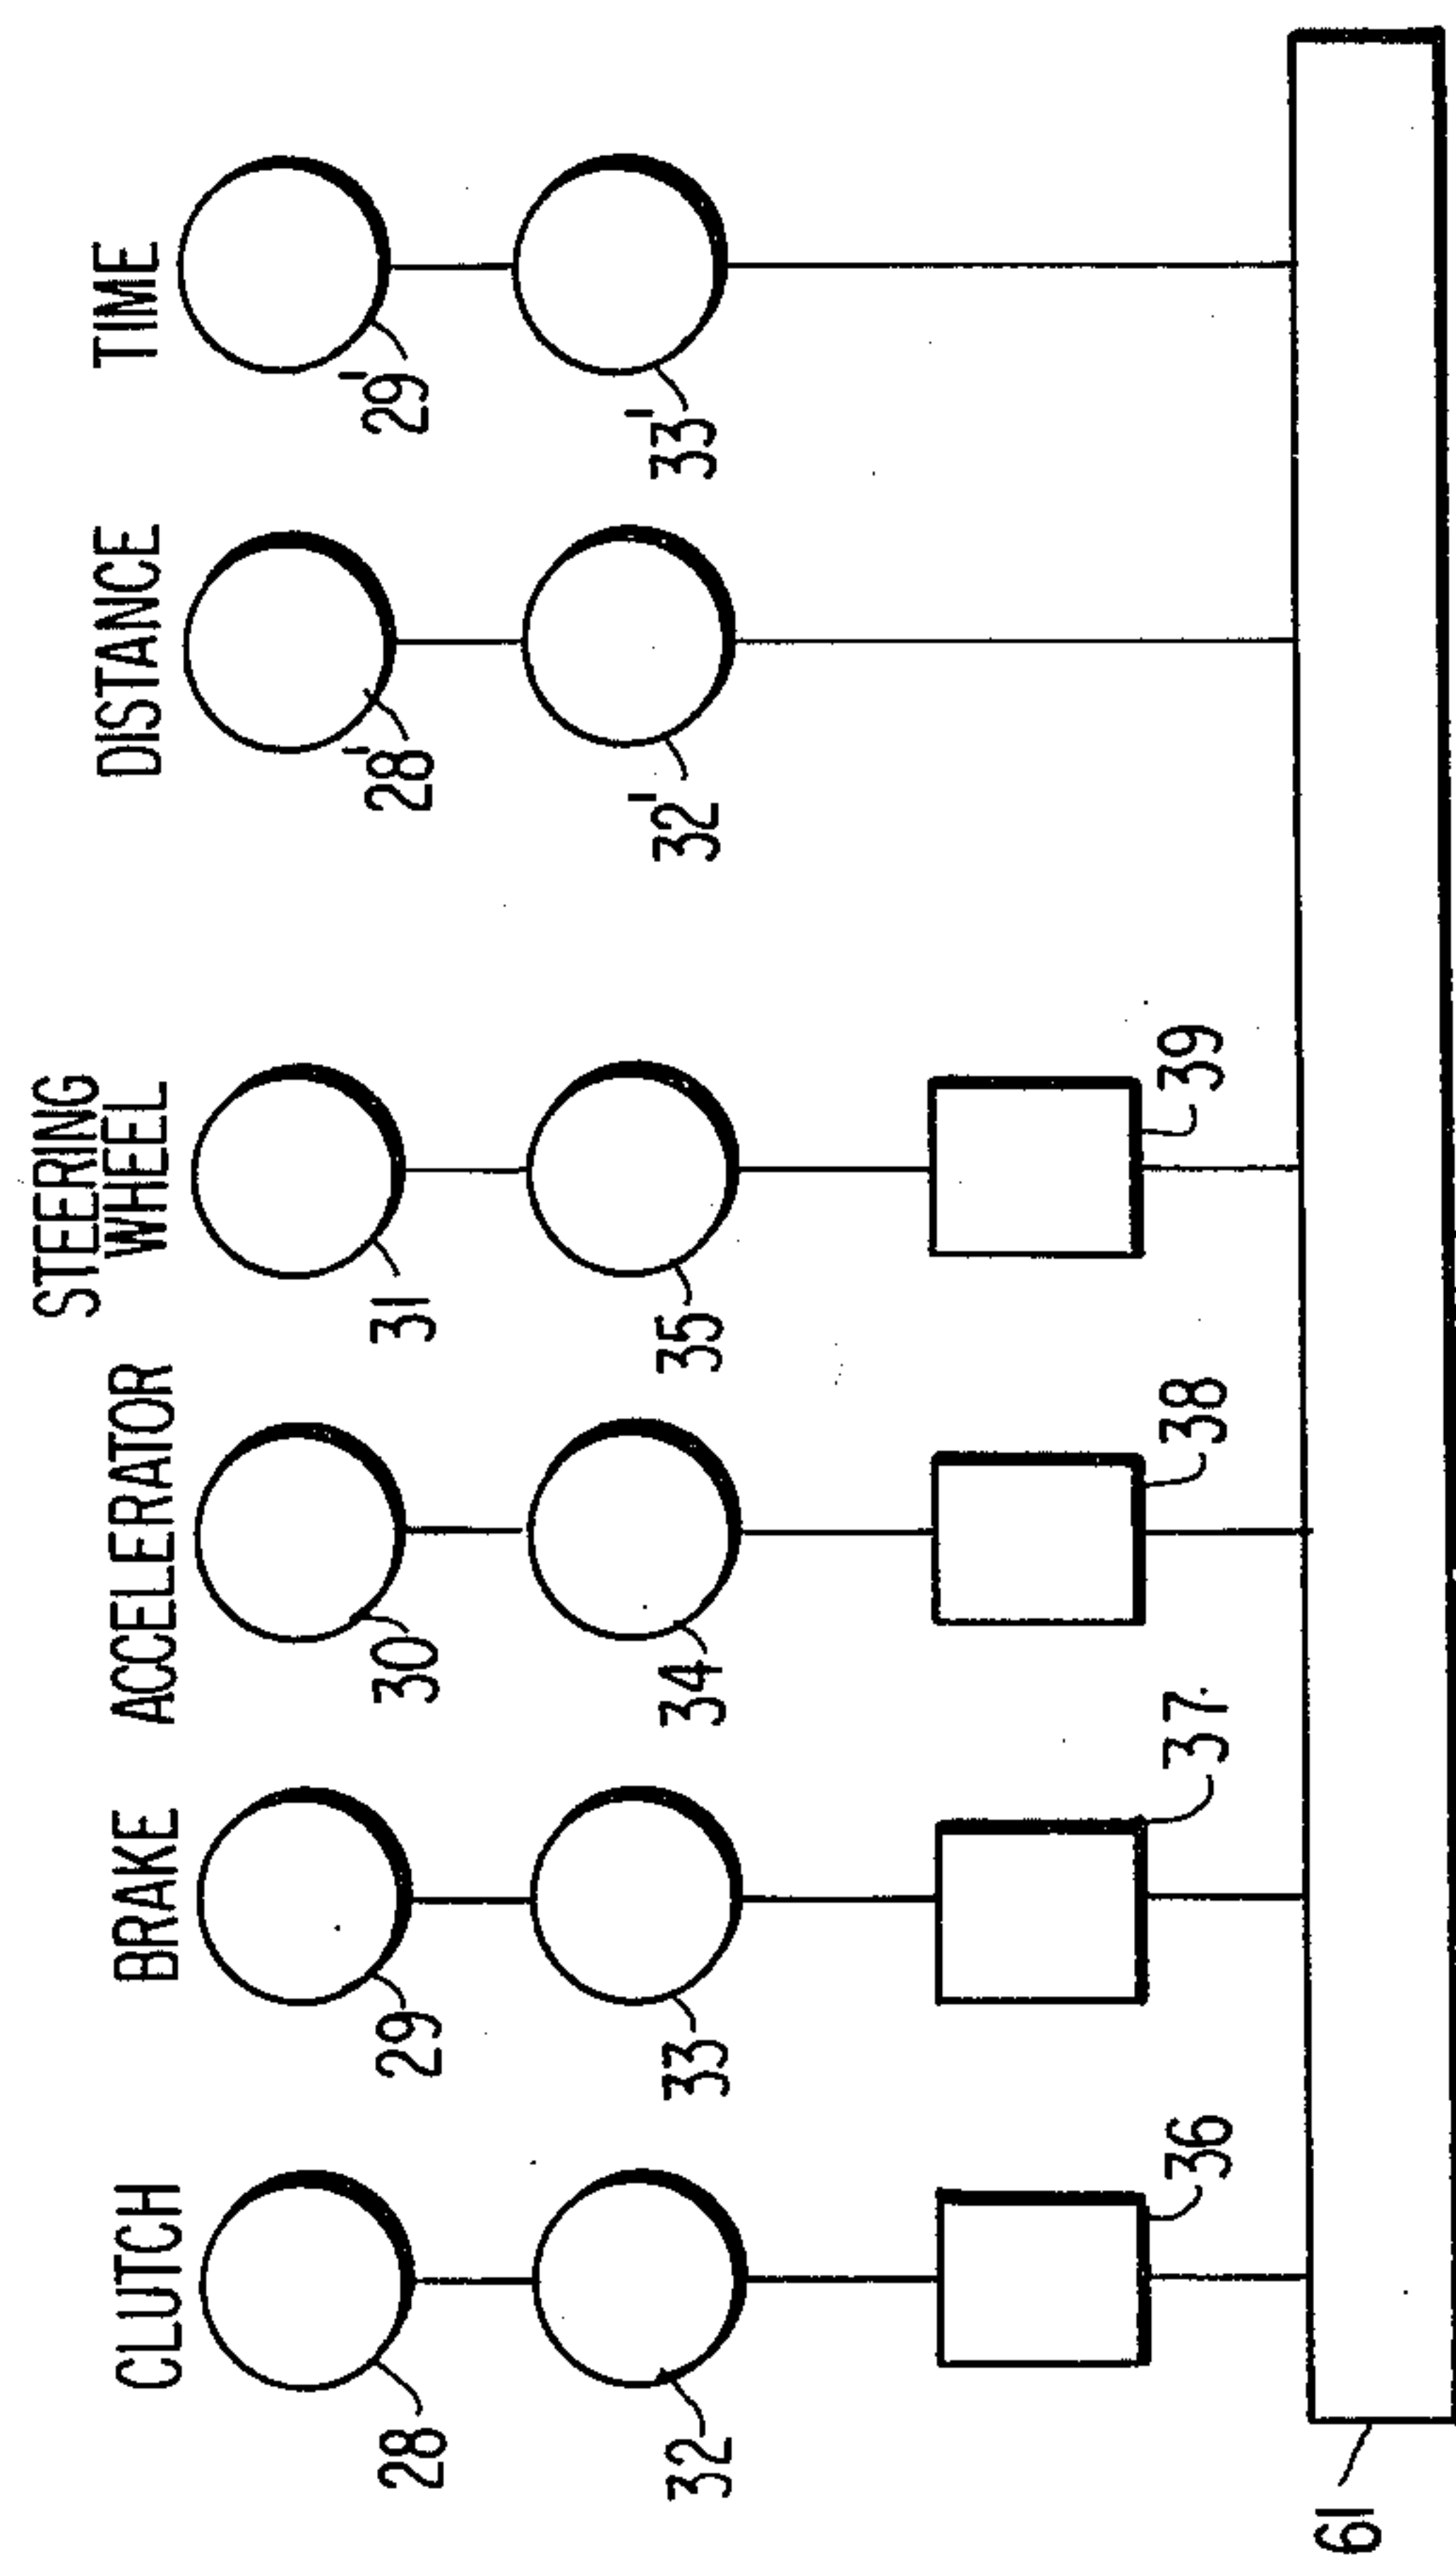 CLUTCH
BRAKE
ACCELERATOR
STEERING
WHEEL
DISTANCE
TIME
28
29
30
31
28'
29'
32
33
34
35
32'
33'
36
37
38
39
61